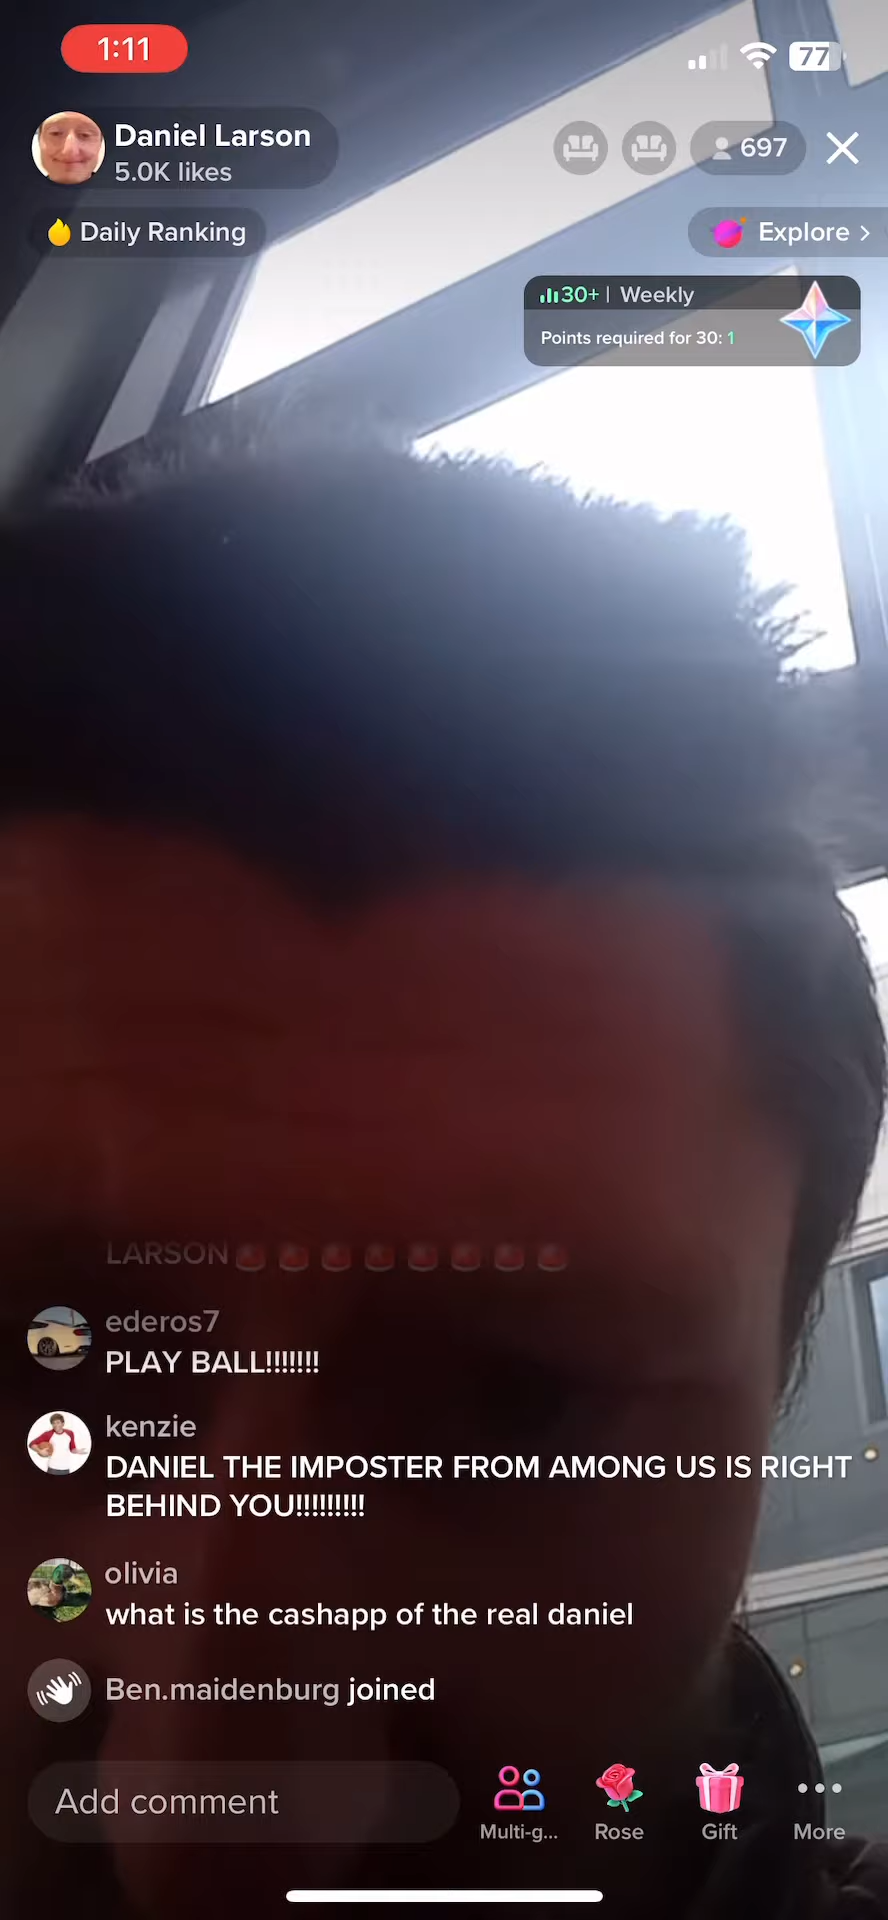 1:11
77
Daniel Larson
5.0K likes
697
Daily Ranking
Explore >
30+ | Weekly
Points required for 30: 1
LARSON
ederos7
PLAY BALL!!!!!!!
kenzie
DANIEL THE IMPOSTER FROM AMONG US IS RIGHT
BEHIND YOU!!!!!!!!!
olivia
what is the cashapp of the real daniel
Ben.maidenburg joined
Add comment
Multi-g...
Rose
Gift
More